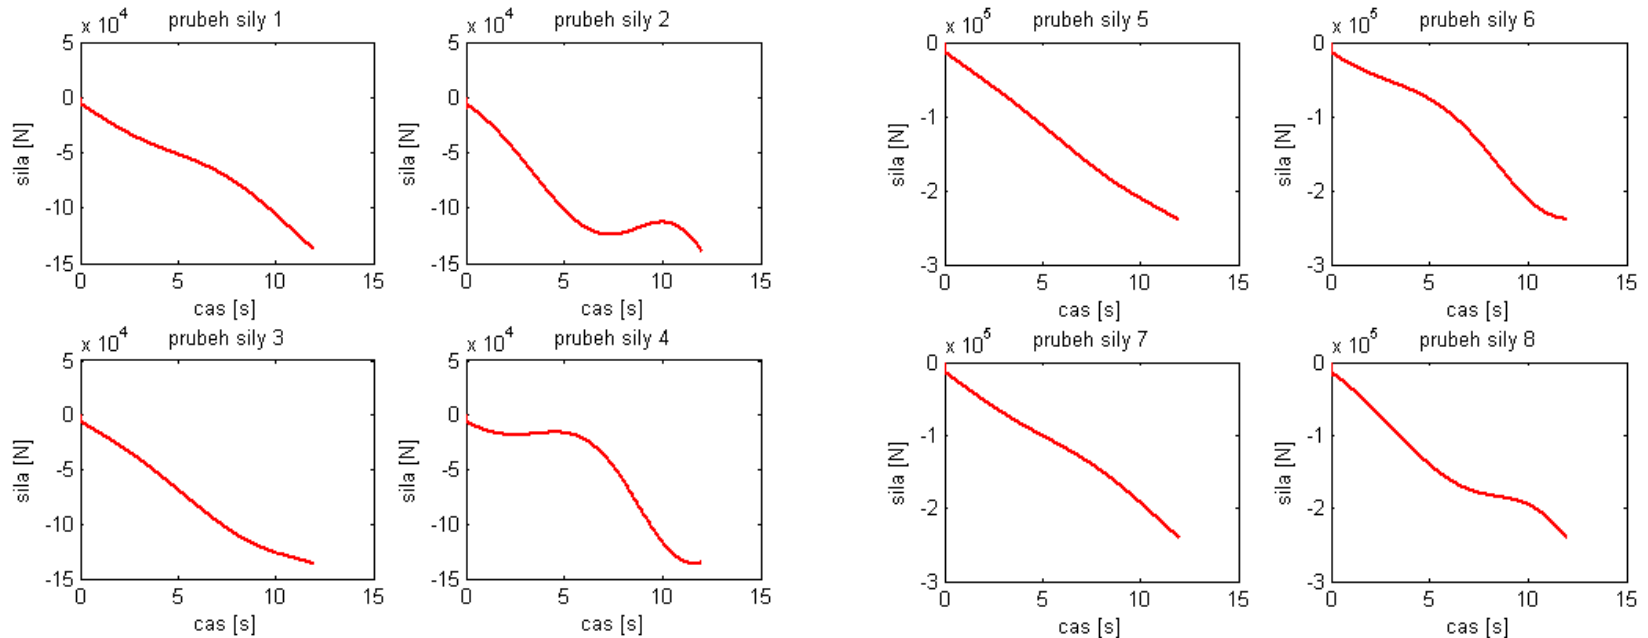 x 10^4 prubeh sily 1
5
0
-5
-10
-15
sila [N]
0 5 10 15
cas [s]
x 10^4 prubeh sily 2
5
0
-5
-10
-15
sila [N]
0 5 10 15
cas [s]
x 10^5 prubeh sily 5
0
-1
-2
-3
sila [N]
0 5 10 15
cas [s]
x 10^5 prubeh sily 6
0
-1
-2
-3
sila [N]
0 5 10 15
cas [s]
x 10^4 prubeh sily 3
5
0
-5
-10
-15
sila [N]
0 5 10 15
cas [s]
x 10^4 prubeh sily 4
5
0
-5
-10
-15
sila [N]
0 5 10 15
cas [s]
x 10^5 prubeh sily 7
0
-1
-2
-3
sila [N]
0 5 10 15
cas [s]
x 10^5 prubeh sily 8
0
-1
-2
-3
sila [N]
0 5 10 15
cas [s]